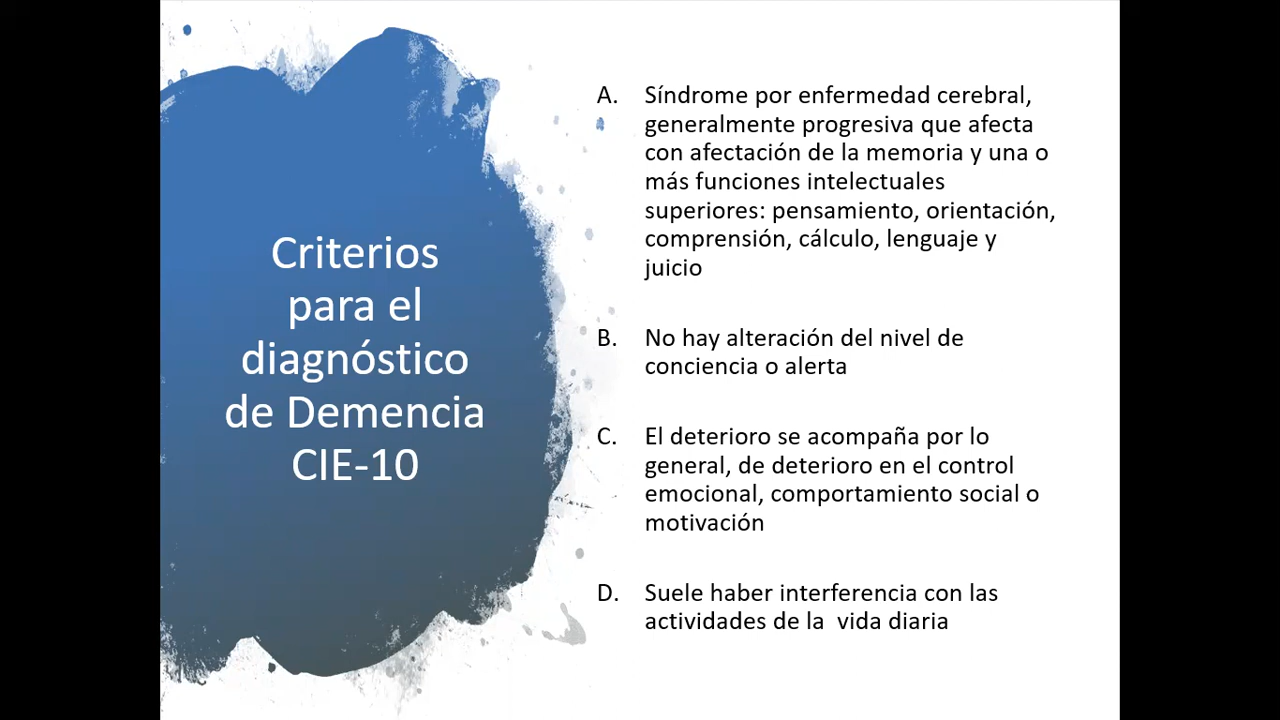 Criterios
para el
diagnóstico
de Demencia
CIE-10
A. Síndrome por enfermedad cerebral,
generalmente progresiva que afecta
con afectación de la memoria y una o
más funciones intelectuales
superiores: pensamiento, orientación,
comprensión, cálculo, lenguaje y
juicio
B. No hay alteración del nivel de
conciencia o alerta
C. El deterioro se acompaña por lo
general, de deterioro en el control
emocional, comportamiento social o
motivación
D. Suele haber interferencia con las
actividades de la  vida diaria